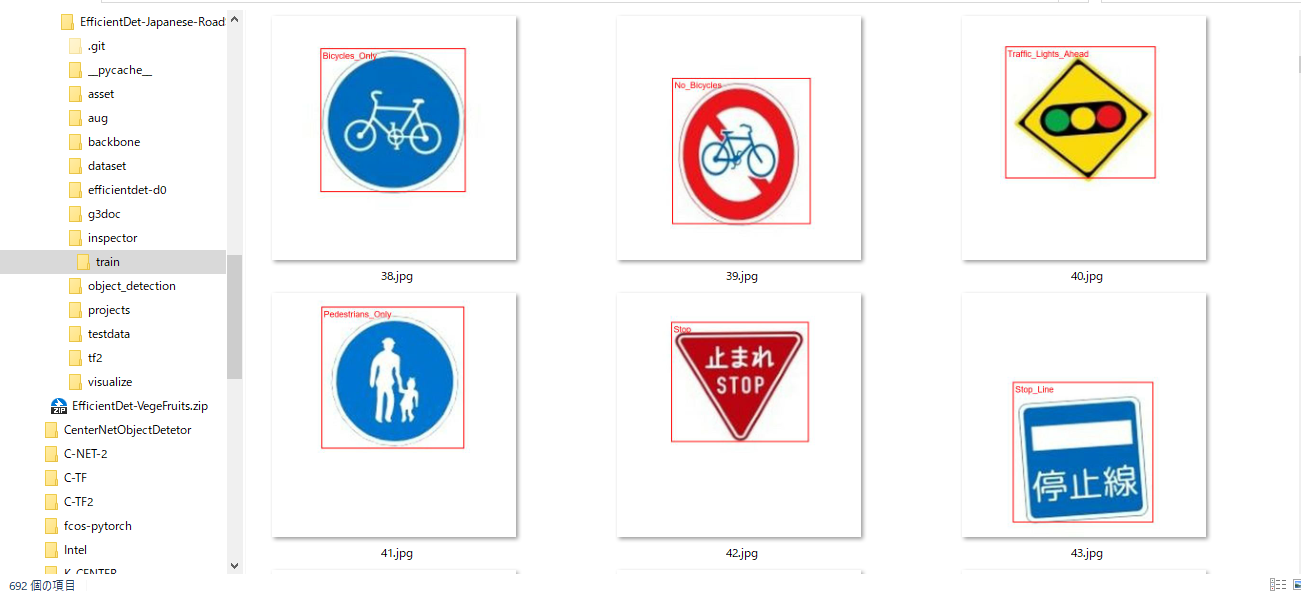 EfficientDet-Japanese-Road
.git
__pycache__
asset
aug
backbone
dataset
efficientdet-d0
g3doc
inspector
train
object_detection
projects
testdata
tf2
visualize
EfficientDet-VegeFruits.zip
CenterNetObjectDetetor
C-NET-2
C-TF
C-TF2
fcos-pytorch
Intel
K-CENTER
692 個の項目
Bicycles_Only
38.jpg
No_Bicycles
39.jpg
Traffic_Lights_Ahead
40.jpg
Pedestrians_Only
41.jpg
Stop
止まれ
STOP
42.jpg
Stop_Line
停止線
43.jpg